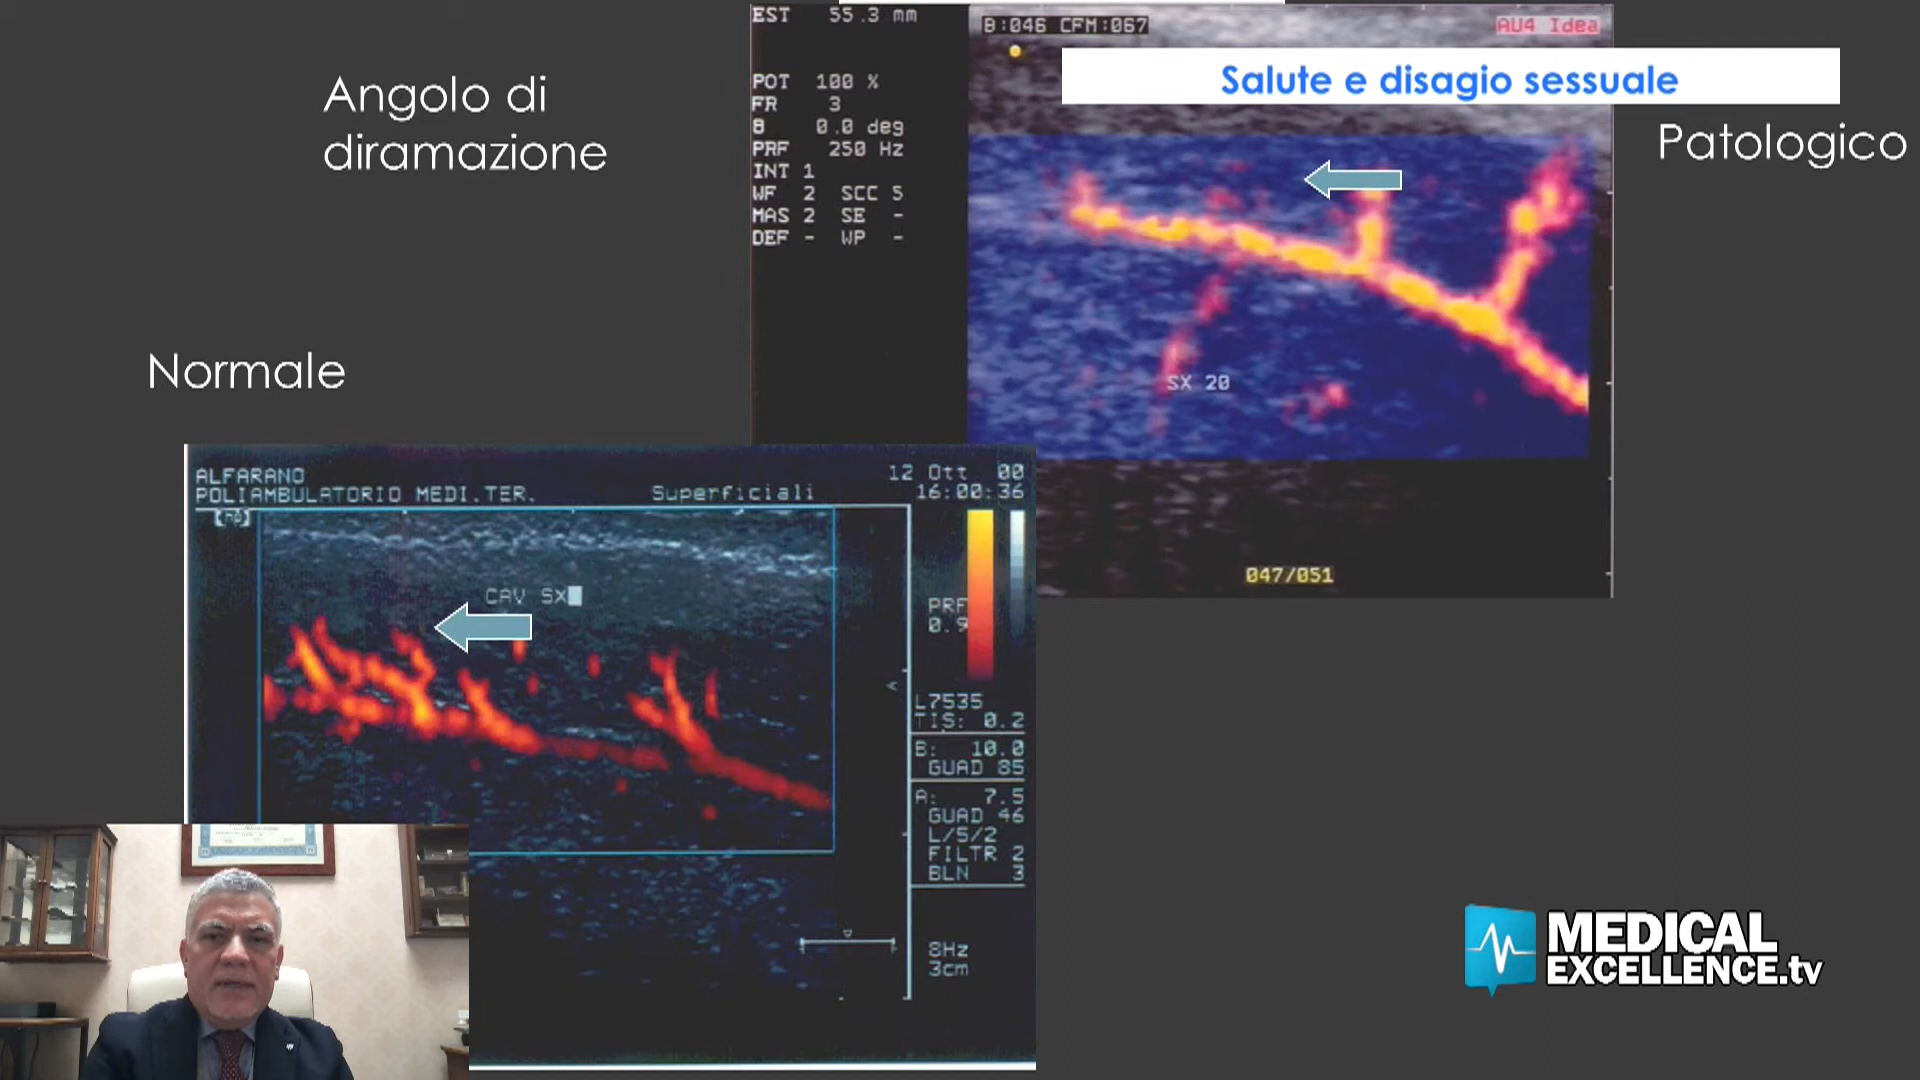 Angolo di
diramazione
Normale
EST 55.3 mm
POT 100 %
FR 3
θ 0.0 deg
PRF 250 Hz
INT 1
WF 2 SCC 5
MAS 2 SE -
DEF - WP -
B:046 CFM:067
AU4 Idea
Salute e disagio sessuale
Patologico
SX 20
047/051
ALFARANO
POLIAMBULATORIO MEDI.TER. Superficiali
12 Ott 00
16:00:36
CAV SX
PRF
0.9
L7535
TIS: 0.2
B: 10.0
GUAD 85
A: 7.5
GUAD 46
L/5/2
FILTR 2
BLN 3
8Hz
3cm
MEDICAL
EXCELLENCE.tv